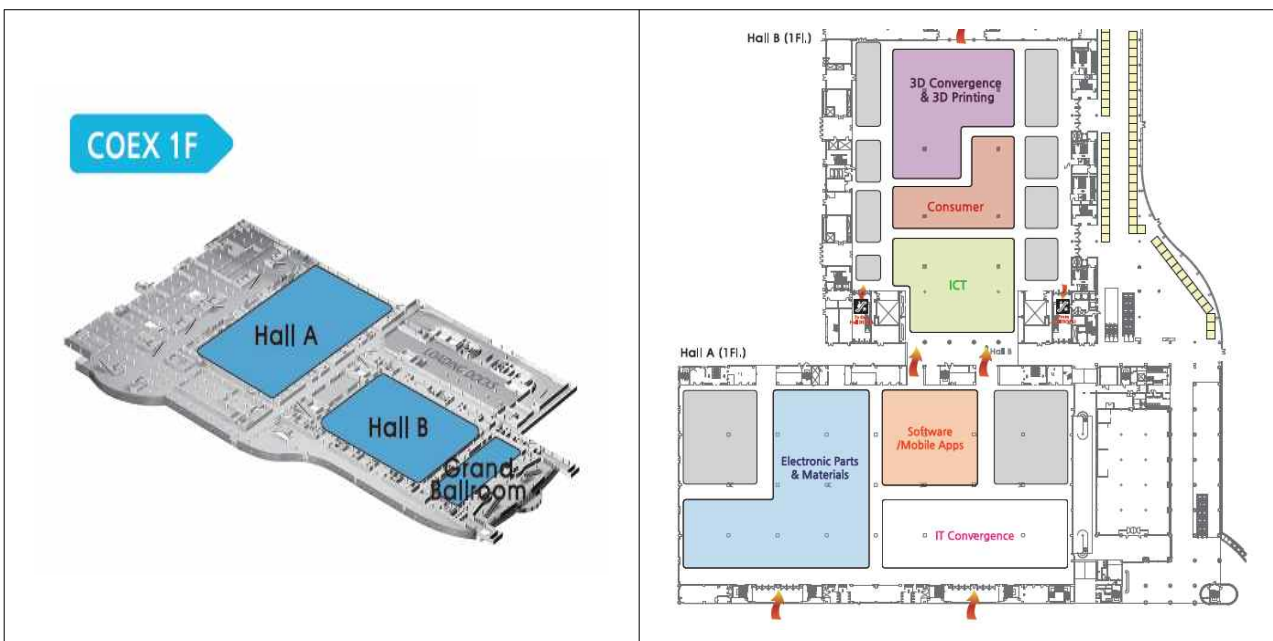 COEX 1F
Hall A
LOADING DOCKS
Hall B
Grand
Ballroom
Hall B (1Fl.)
3D Convergence
& 3D Printing
Consumer
ICT
Hall B
Hall A (1Fl.)
Software
/Mobile Apps
Electronic Parts
& Materials
IT Convergence